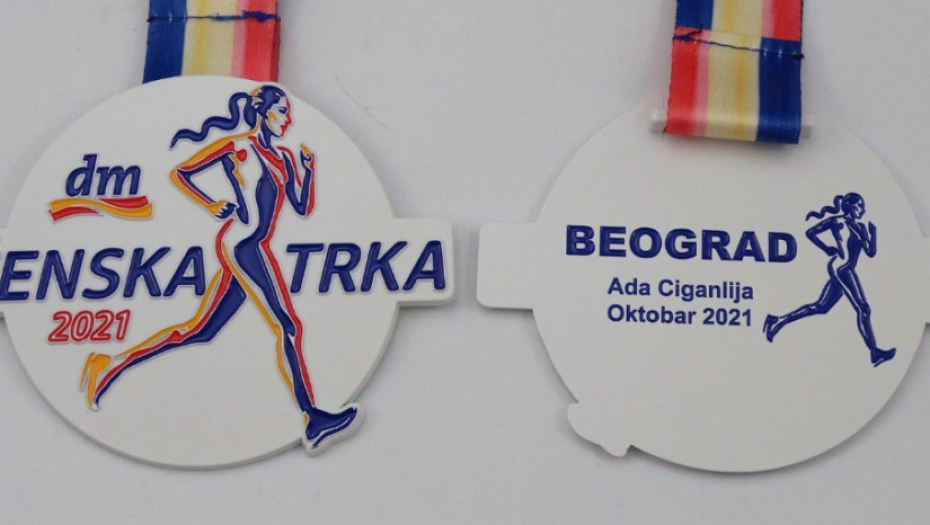 dm
ENSKA TRKA
2021
BEOGRAD
Ada Ciganlija
Oktobar 2021